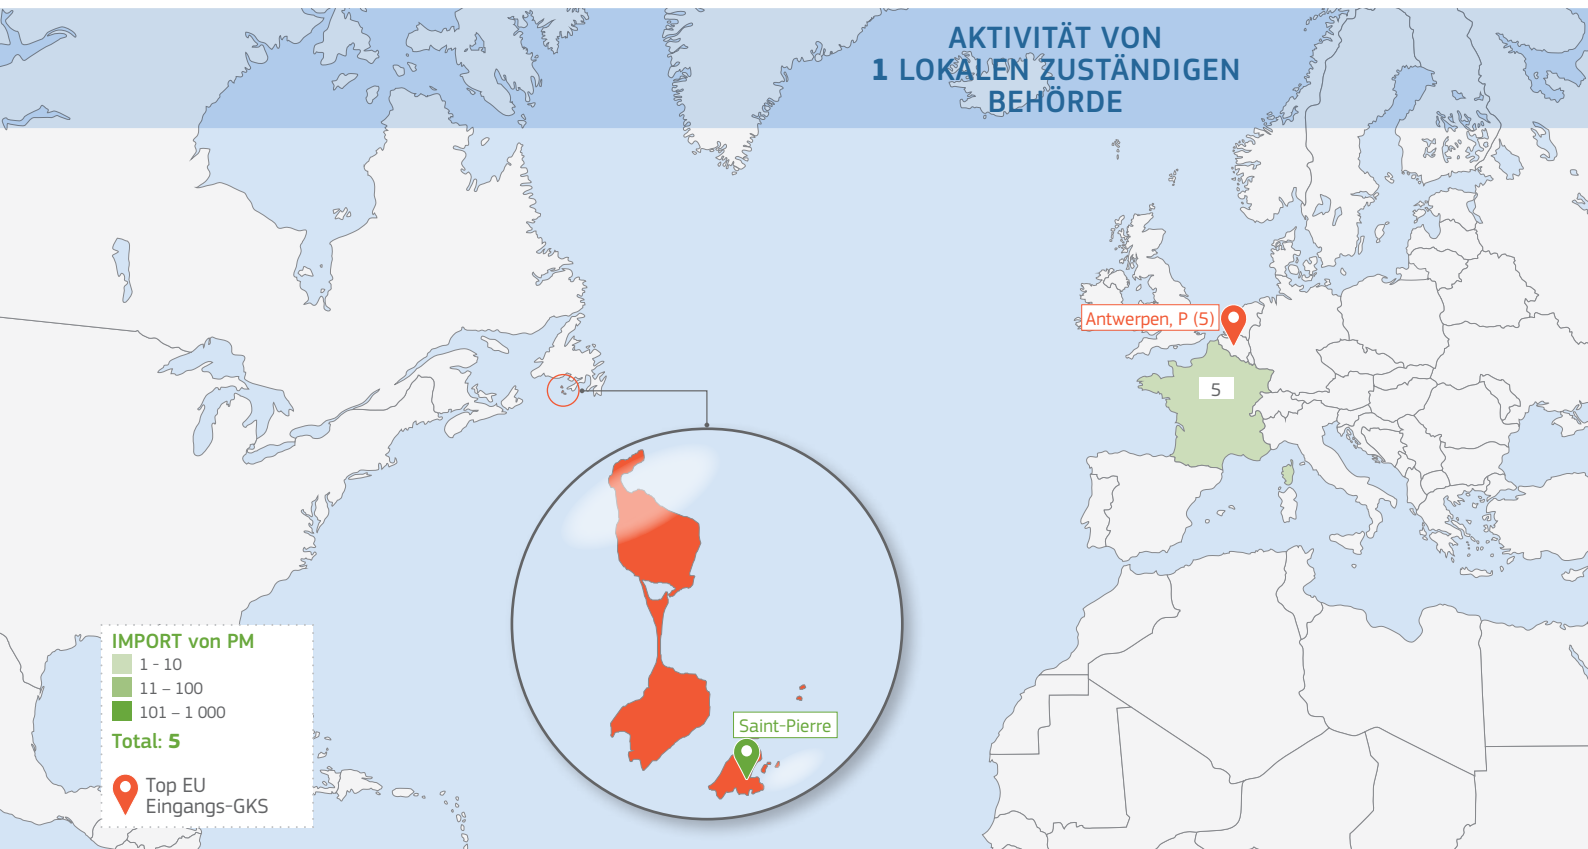 AKTIVITÄT VON
1 LOKALEN ZUSTÄNDIGEN
BEHÖRDE
Antwerpen, P (5)
5
Saint-Pierre
IMPORT von PM
1 - 10
11 – 100
101 – 1 000
Total: 5
Top EU
Eingangs-GKS